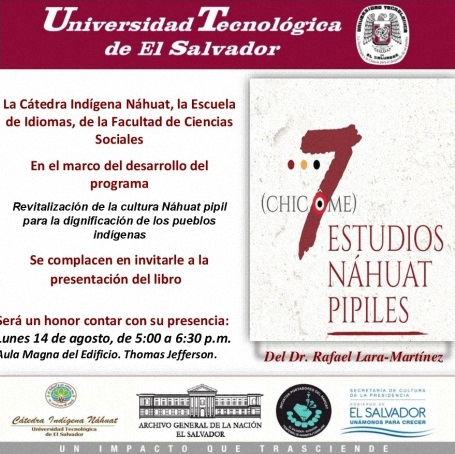 Universidad Tecnológica
de El Salvador
La Cátedra Indígena Náhuat, la Escuela
de Idiomas, de la Facultad de Ciencias
Sociales
En el marco del desarrollo del
programa
Revitalización de la cultura Náhuat pipil
para la dignificación de los pueblos
indígenas
Se complacen en invitarle a la
presentación del libro
Será un honor contar con su presencia:
Lunes 14 de agosto, de 5:00 a 6:30 p.m.
Aula Magna del Edificio. Thomas Jefferson.
7
(CHICOME)
ESTUDIOS
NÁHUAT
PIPILES
Del Dr. Rafael Lara-Martínez
Cátedra Indígena Náhuat
Universidad Tecnológica
de El Salvador
ARCHIVO GENERAL DE LA NACIÓN
EL SALVADOR
SECRETARÍA DE CULTURA
DE LA PRESIDENCIA
GOBIERNO DE
EL SALVADOR
UNÁMONOS PARA CRECER
UN IMPACTO QUE TRASCIENDE